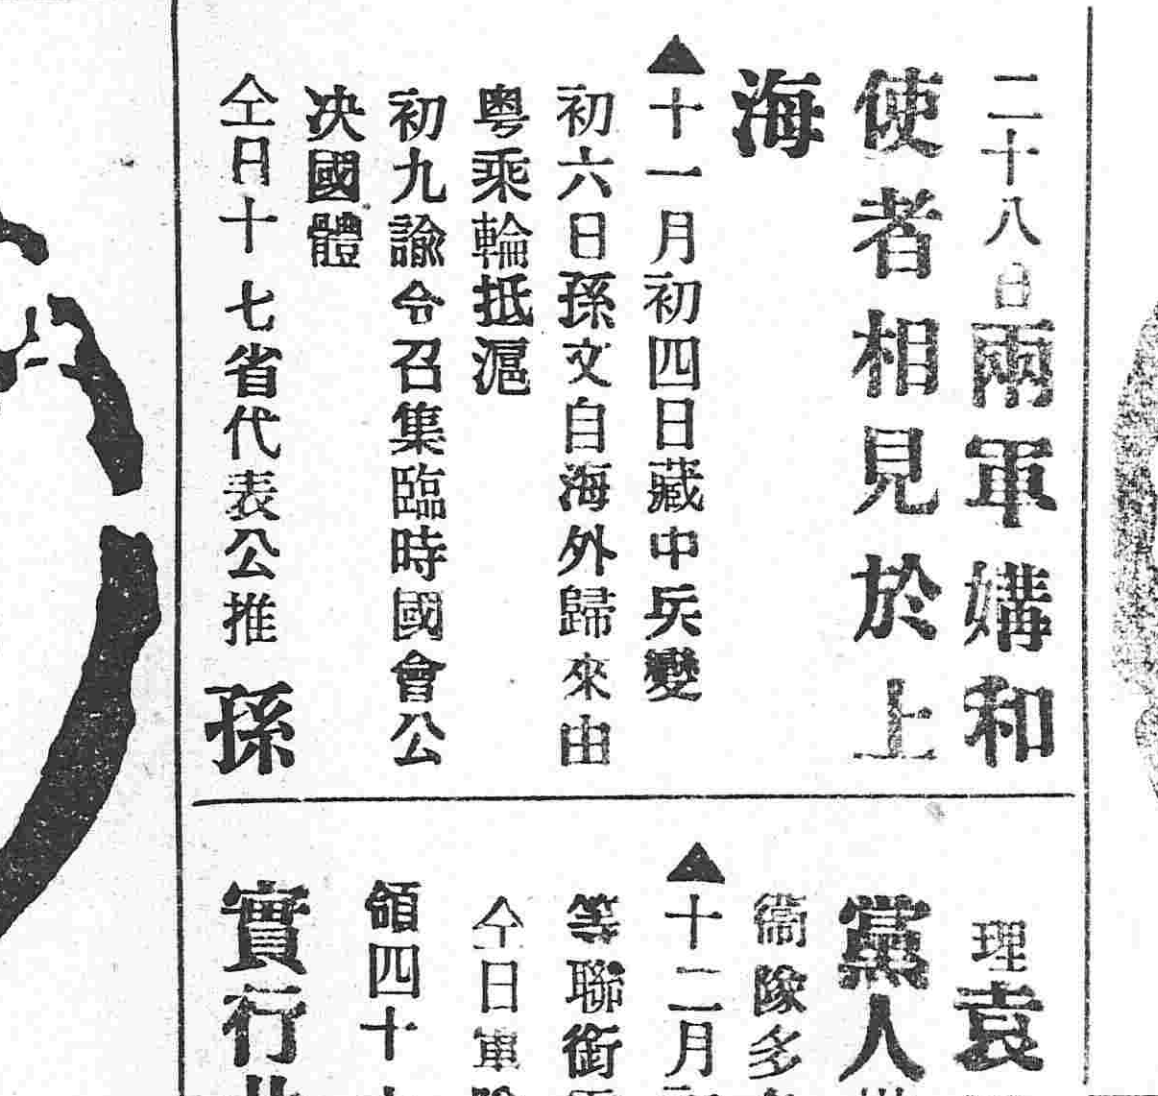 二十八日兩軍媾和
使者相見於上
海
▲十一月初四日藏中兵變
初六日孫文自海外歸來由
粵乘輪抵滬
初九諭令召集臨時國會公
决國體
仝日十七省代表公推孫
理袁
黨人
衞隊多
▲十二月
等聯銜
仝日軍
領四十
實行